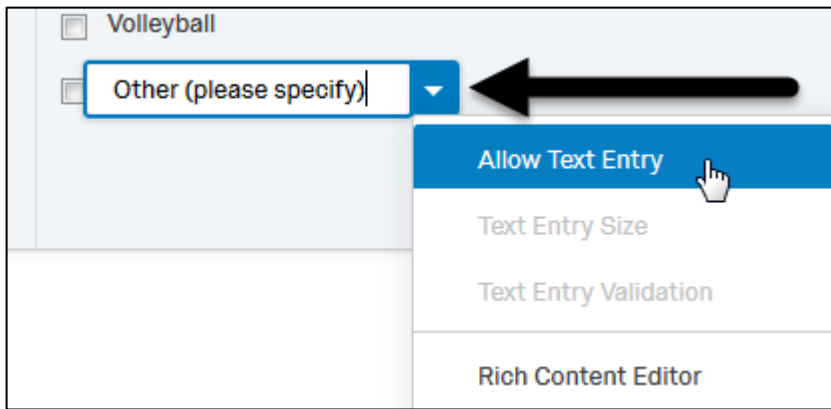 Volleyball
Other (please specify)
Allow Text Entry
Text Entry Size
Text Entry Validation
Rich Content Editor